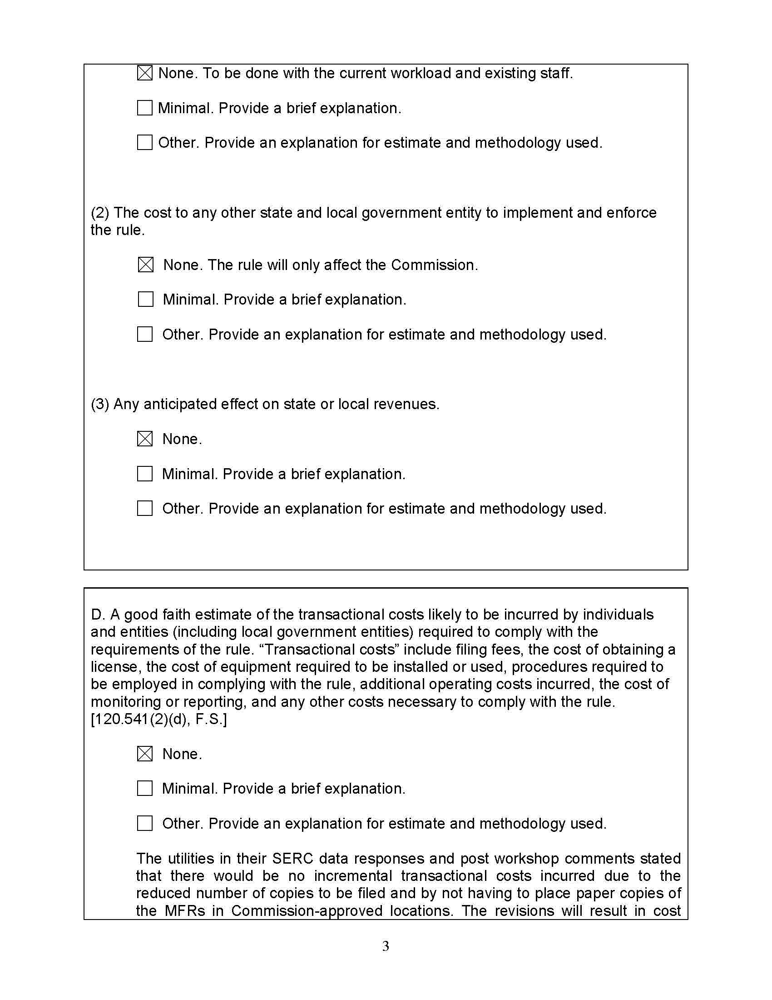 ☒ None. To be done with the current workload and existing staff.
☐ Minimal. Provide a brief explanation.
☐ Other. Provide an explanation for estimate and methodology used.
(2) The cost to any other state and local government entity to implement and enforce
the rule.
☒ None. The rule will only affect the Commission.
☐ Minimal. Provide a brief explanation.
☐ Other. Provide an explanation for estimate and methodology used.
(3) Any anticipated effect on state or local revenues.
☒ None.
☐ Minimal. Provide a brief explanation.
☐ Other. Provide an explanation for estimate and methodology used.
D. A good faith estimate of the transactional costs likely to be incurred by individuals
and entities (including local government entities) required to comply with the
requirements of the rule. “Transactional costs” include filing fees, the cost of obtaining a
license, the cost of equipment required to be installed or used, procedures required to
be employed in complying with the rule, additional operating costs incurred, the cost of
monitoring or reporting, and any other costs necessary to comply with the rule.
[120.541(2)(d), F.S.]
☒ None.
☐ Minimal. Provide a brief explanation.
☐ Other. Provide an explanation for estimate and methodology used.
The utilities in their SERC data responses and post workshop comments stated
that there would be no incremental transactional costs incurred due to the
reduced number of copies to be filed and by not having to place paper copies of
the MFRs in Commission-approved locations. The revisions will result in cost
3